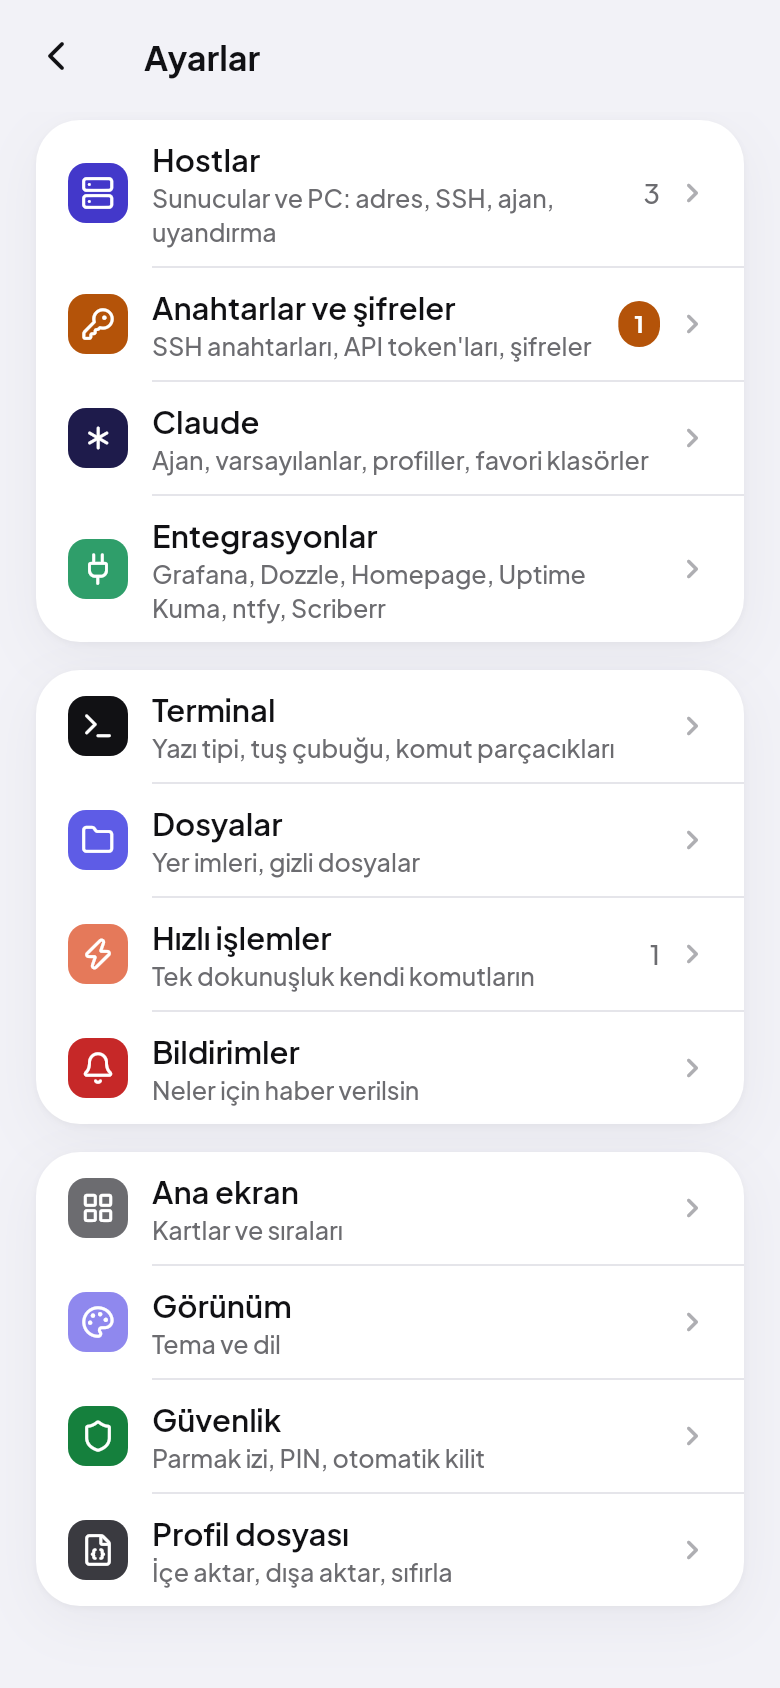 Ayarlar
Hostlar
Sunucular ve PC: adres, SSH, ajan,
uyandırma
3
Anahtarlar ve şifreler
SSH anahtarları, API token'ları, şifreler
1
Claude
Ajan, varsayılanlar, profiller, favori klasörler
Entegrasyonlar
Grafana, Dozzle, Homepage, Uptime
Kuma, ntfy, Scriberr
Terminal
Yazı tipi, tuş çubuğu, komut parçacıkları
Dosyalar
Yer imleri, gizli dosyalar
Hızlı işlemler
Tek dokunuşluk kendi komutların
1
Bildirimler
Neler için haber verilsin
Ana ekran
Kartlar ve sıraları
Görünüm
Tema ve dil
Güvenlik
Parmak izi, PIN, otomatik kilit
Profil dosyası
İçe aktar, dışa aktar, sıfırla